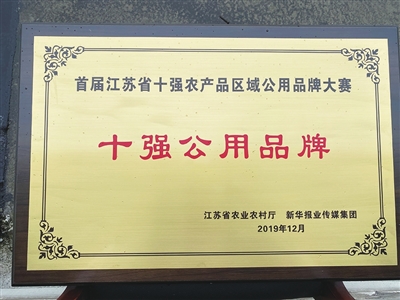 首届江苏省十强农产品区域公用品牌大赛
十强公用品牌
江苏省农业农村厅 新华报业传媒集团
2019年12月